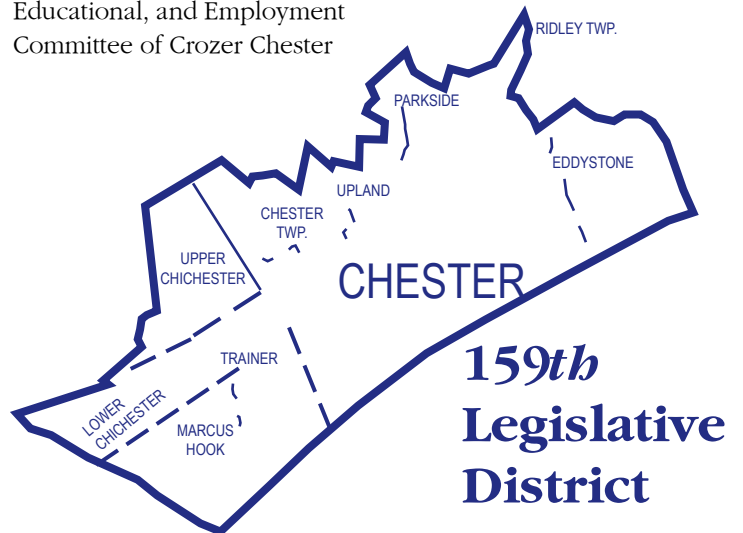 Educational, and Employment
Committee of Crozer Chester
RIDLEY TWP.
PARKSIDE
EDDYSTONE
UPLAND
CHESTER
TWP.
UPPER
CHICHESTER
CHESTER
TRAINER
LOWER
CHICHESTER
MARCUS
HOOK
159th
Legislative
District